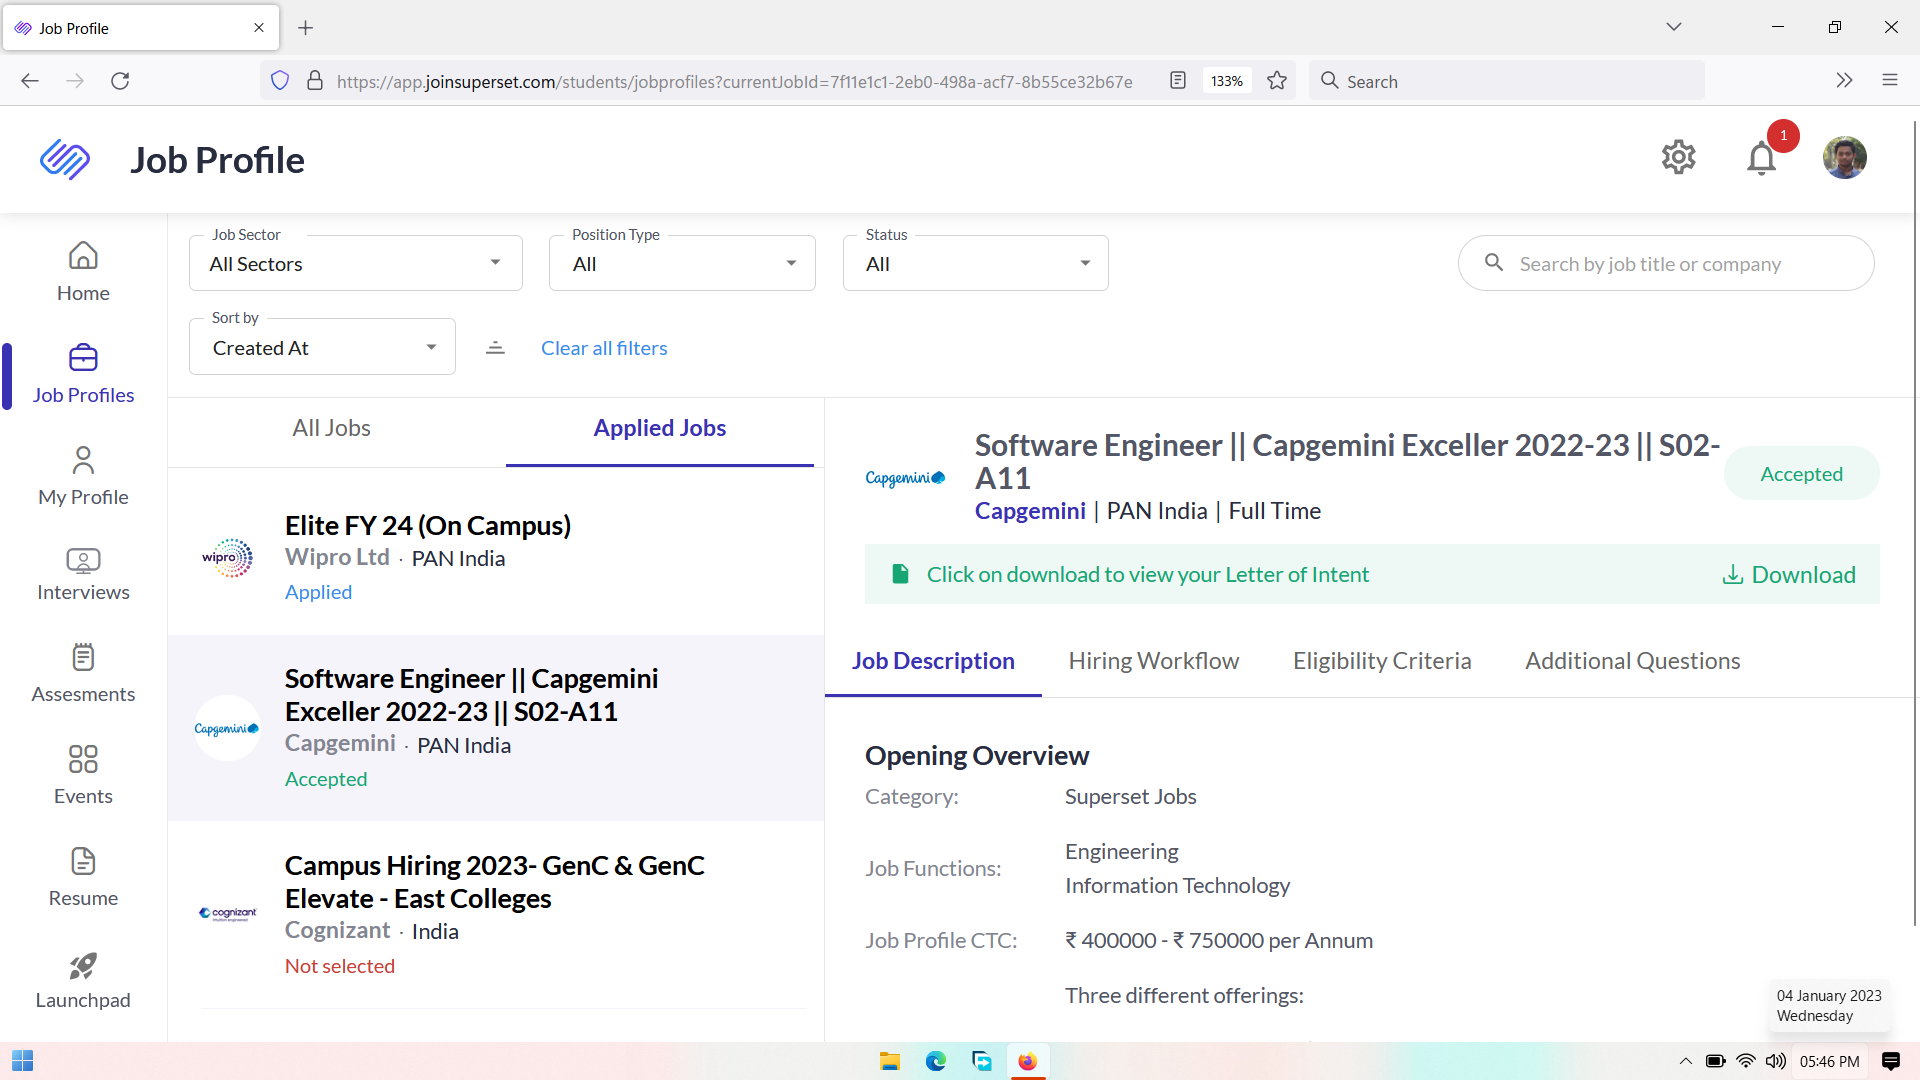 Job Profile
https://app.joinsuperset.com/students/jobprofiles?currentJobId=7f11e1c1-2eb0-498a-acf7-8b55ce32b67e
133%
Search
Job Profile
1
Job Sector
All Sectors
Position Type
All
Status
All
Search by job title or company
Sort by
Created At
Clear all filters
Home
Job Profiles
My Profile
Interviews
Assesments
Events
Resume
Launchpad
All Jobs
Applied Jobs
wipro
Elite FY 24 (On Campus)
Wipro Ltd · PAN India
Applied
Capgemini
Software Engineer || Capgemini
Exceller 2022-23 || S02-A11
Capgemini · PAN India
Accepted
cognizant
Campus Hiring 2023- GenC & GenC
Elevate - East Colleges
Cognizant · India
Not selected
Capgemini
Software Engineer || Capgemini Exceller 2022-23 || S02-
A11
Capgemini | PAN India | Full Time
Accepted
Click on download to view your Letter of Intent
Download
Job Description
Hiring Workflow
Eligibility Criteria
Additional Questions
Opening Overview
Category: Superset Jobs
Job Functions: Engineering
Information Technology
Job Profile CTC: ₹ 400000 - ₹ 750000 per Annum
Three different offerings:
04 January 2023
Wednesday
05:46 PM